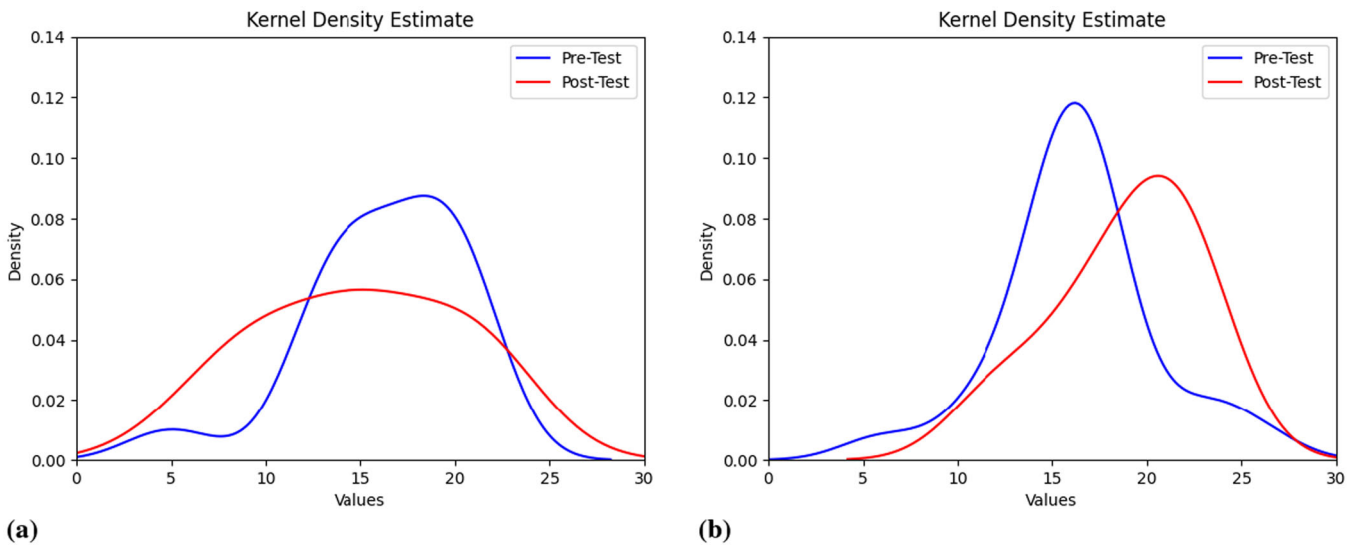 Kernel Density Estimate
0.14
0.12
0.10
0.08
0.06
0.04
0.02
0.00
Density
0 5 10 15 20 25 30
Values
Pre-Test
Post-Test
(a)
Kernel Density Estimate
0.14
0.12
0.10
0.08
0.06
0.04
0.02
0.00
Density
0 5 10 15 20 25 30
Values
Pre-Test
Post-Test
(b)